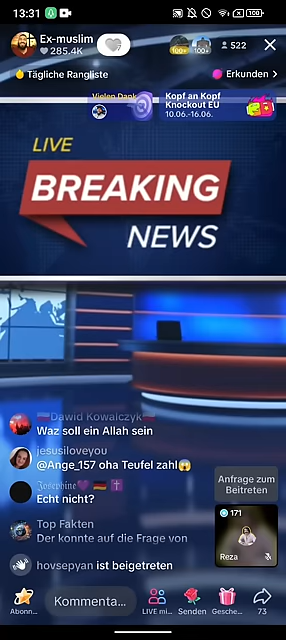 13:31
100
Ex-muslim
285.4K
100+
522
Tägliche Rangliste
Erkunden
Vielen Dank
Kopf an Kopf
Knockout EU
10.06.-16.06.
LIVE
BREAKING
NEWS
Dawid Kowalczyk
Waz soll ein Allah sein
jesusiloveyou
@Ange_157 oha Teufel zahl😱
Josephine
Echt nicht?
Anfrage zum
Beitreten
171
Top Fakten
Der konnte auf die Frage von
Reza
hovsepyan ist beigetreten
Kommenta...
Abonn...
LIVE mi...
Senden
Gesche...
73